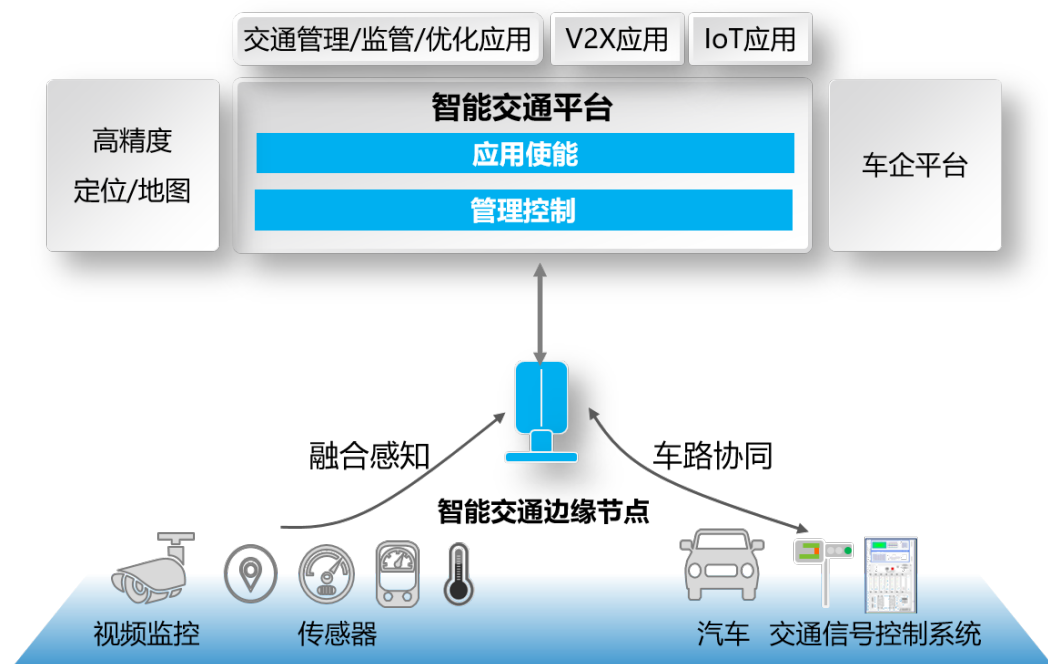 交通管理/监管/优化应用
V2X应用
IoT应用
高精度
定位/地图
智能交通平台
应用使能
管理控制
车企平台
融合感知
车路协同
智能交通边缘节点
视频监控
传感器
汽车
交通信号控制系统